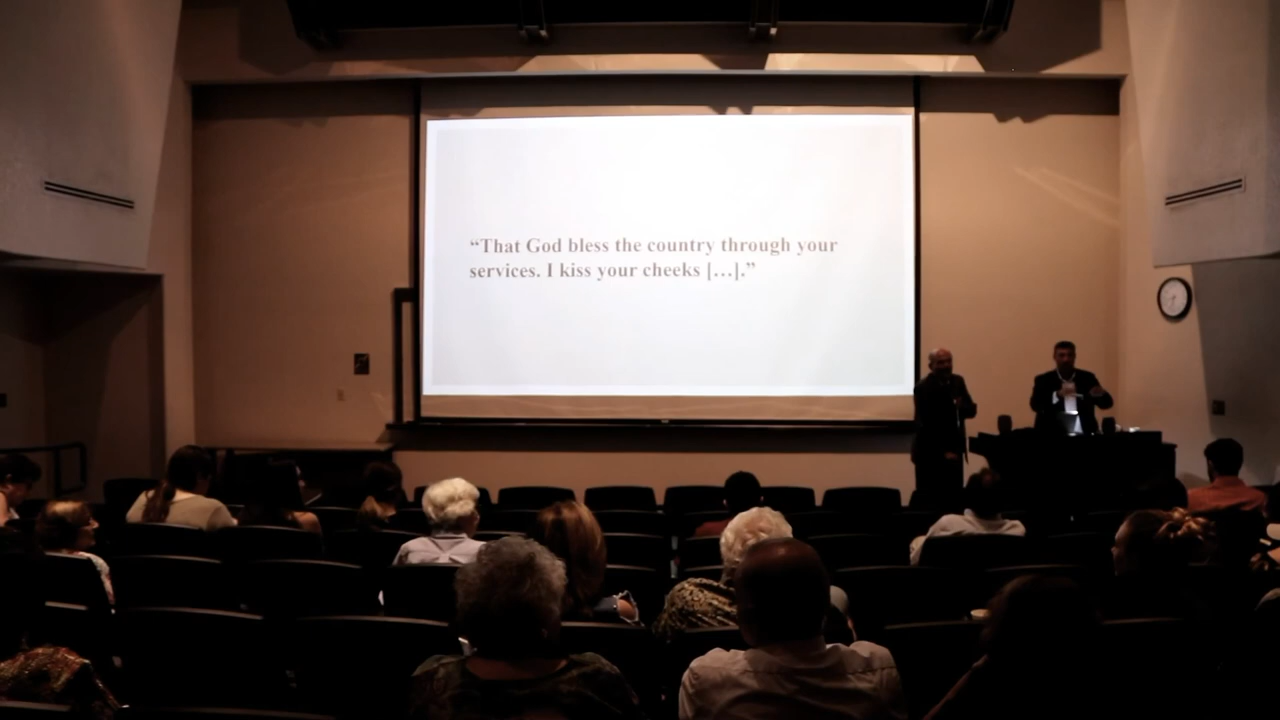 “That God bless the country through your
services. I kiss your cheeks […].”